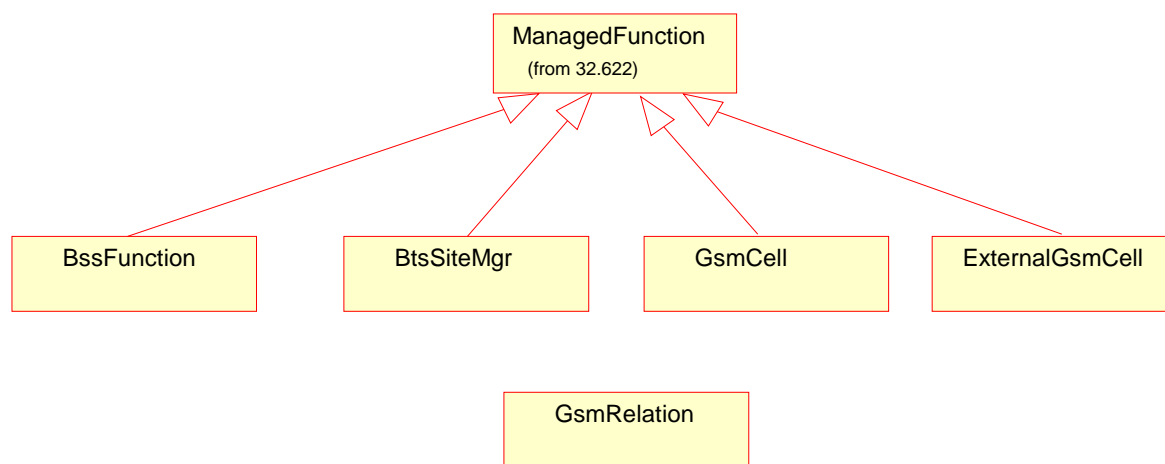 ManagedFunction
(from 32.622)
BssFunction
BtsSiteMgr
GsmCell
ExternalGsmCell
GsmRelation